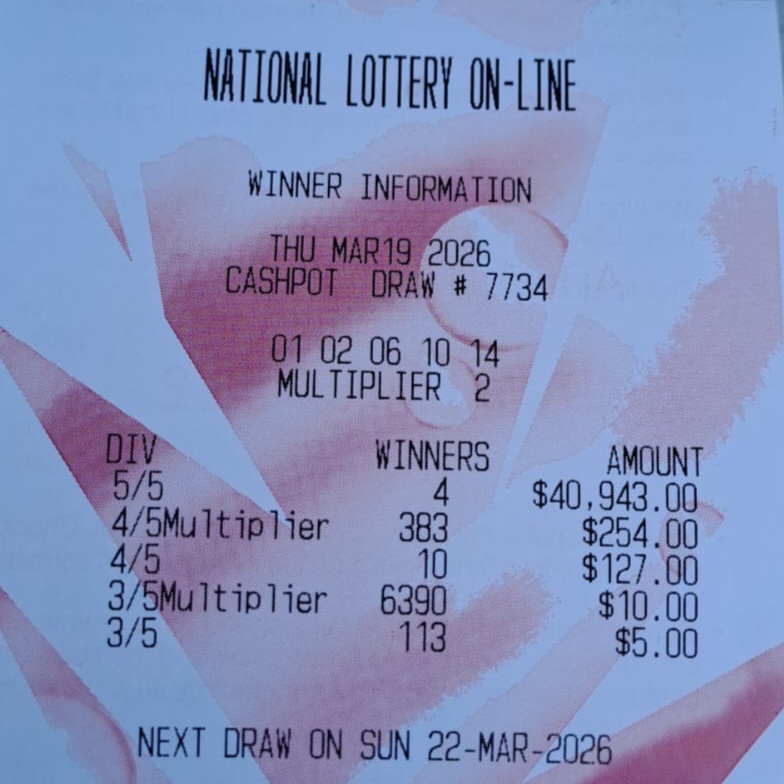 NATIONAL LOTTERY ON-LINE
WINNER INFORMATION
THU MAR19 2026
CASHPOT DRAW # 7734
01 02 06 10 14
MULTIPLIER 2
DIV WINNERS AMOUNT
5/5 4 $40,943.00
4/5Multiplier 383 $254.00
4/5 10 $127.00
3/5Multiplier 6390 $10.00
3/5 113 $5.00
NEXT DRAW ON SUN 22-MAR-2026